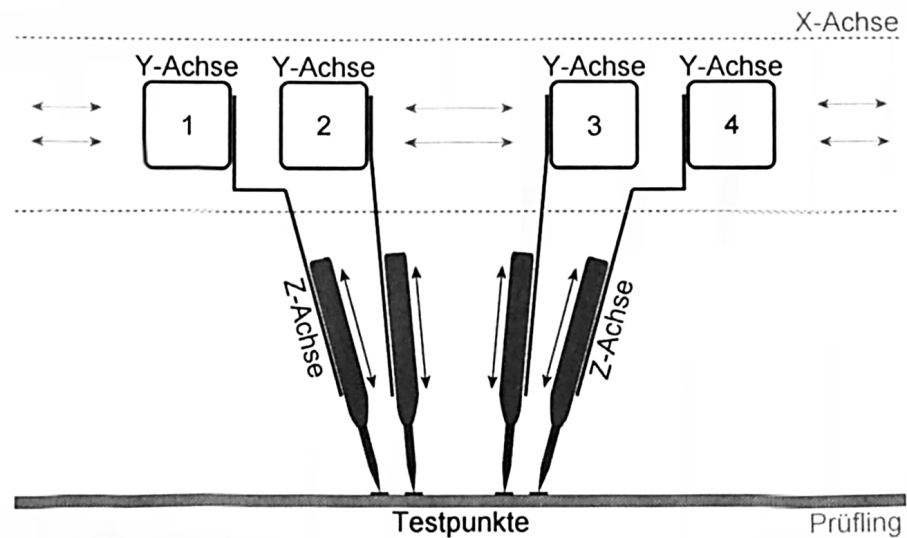 X-Achse
Y-Achse Y-Achse Y-Achse Y-Achse
1 2 3 4
Z-Achse Z-Achse
Testpunkte
Prüfling